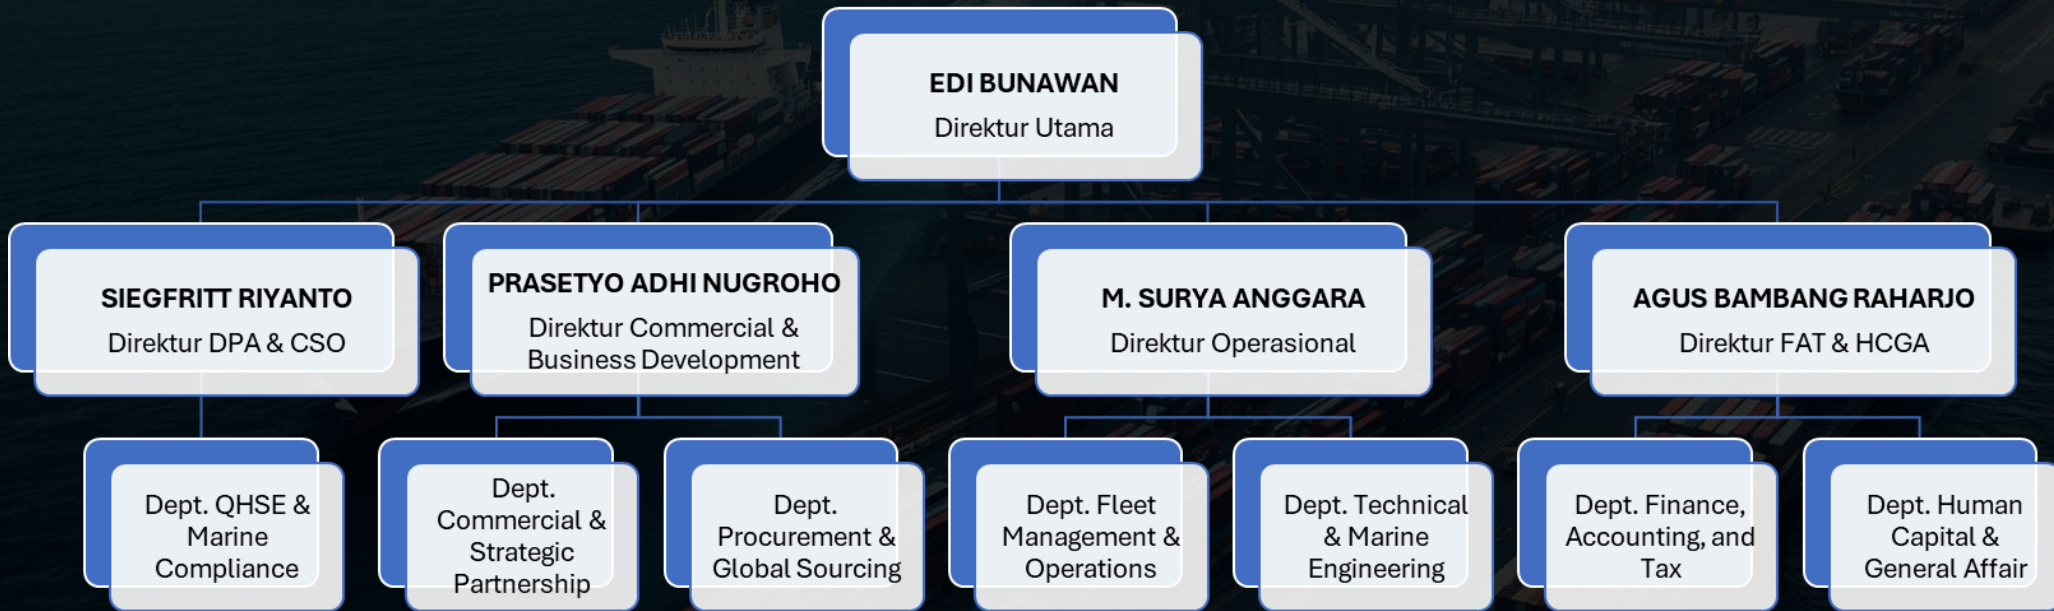 EDI BUNAWAN
Direktur Utama
SIEGFRITT RIYANTO
Direktur DPA & CSO
PRASETYO ADHI NUGROHO
Direktur Commercial &
Business Development
M. SURYA ANGGARA
Direktur Operasional
AGUS BAMBANG RAHARJO
Direktur FAT & HCGA
Dept. QHSE &
Marine
Compliance
Dept.
Commercial &
Strategic
Partnership
Dept.
Procurement &
Global Sourcing
Dept. Fleet
Management &
Operations
Dept. Technical
& Marine
Engineering
Dept. Finance,
Accounting, and
Tax
Dept. Human
Capital &
General Affair